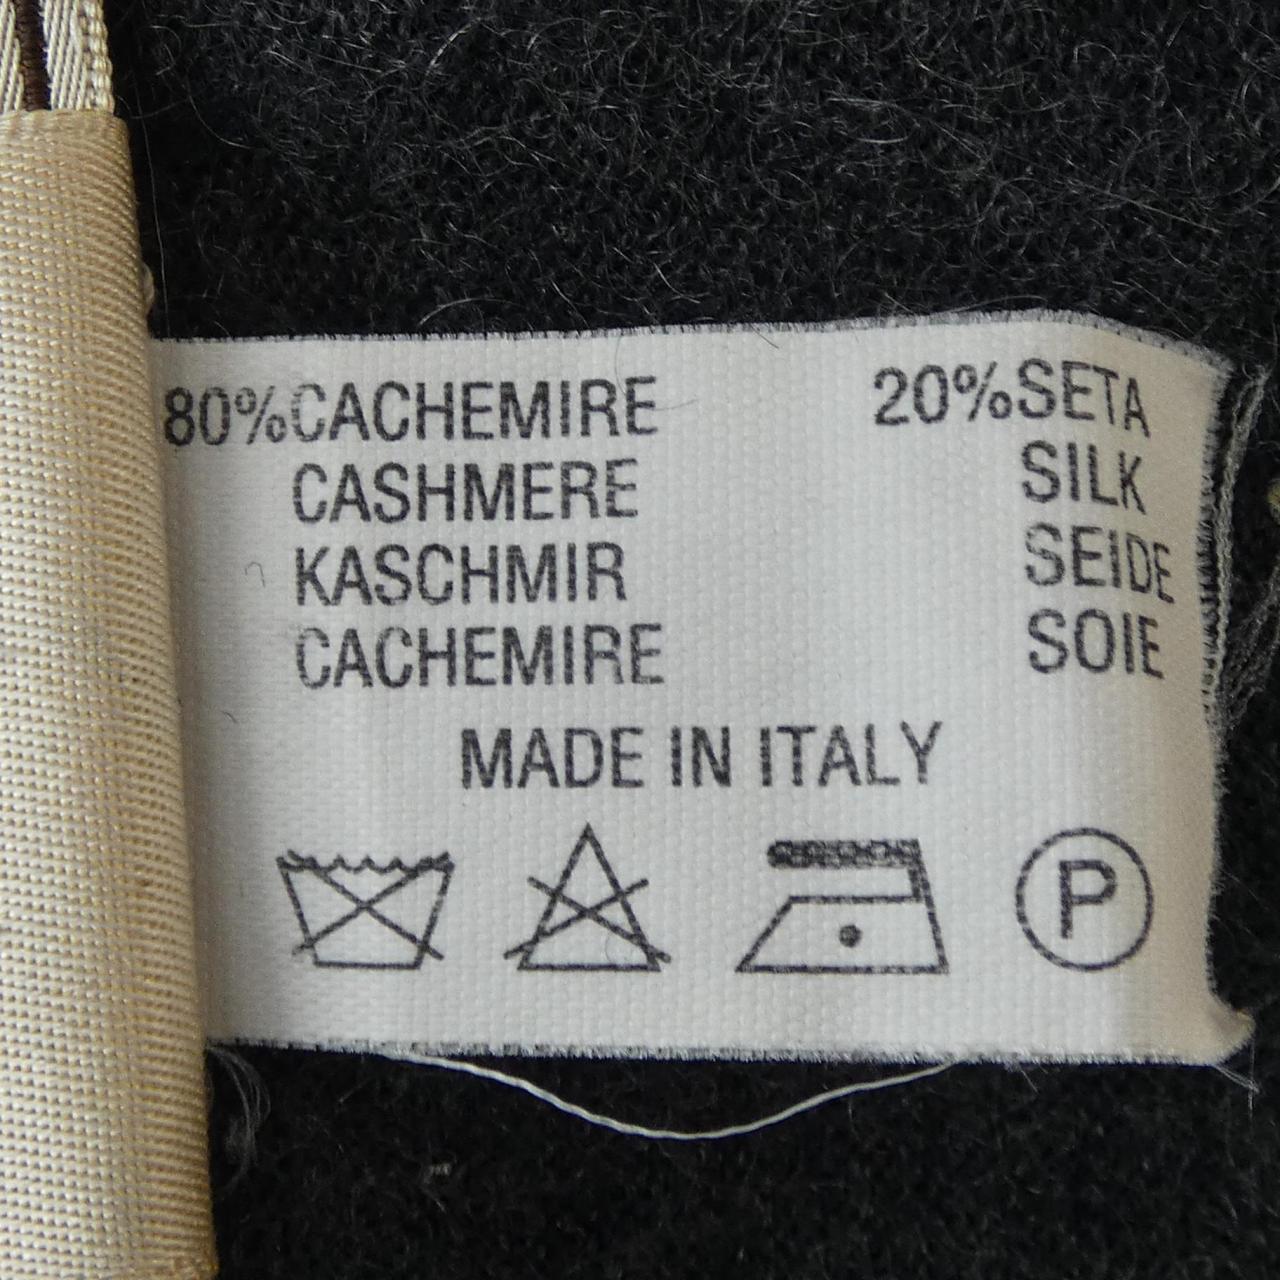 80%CACHEMIRE 20%SETA
CASHMERE SILK
KASCHMIR SEIDE
CACHEMIRE SOIE
MADE IN ITALY
P